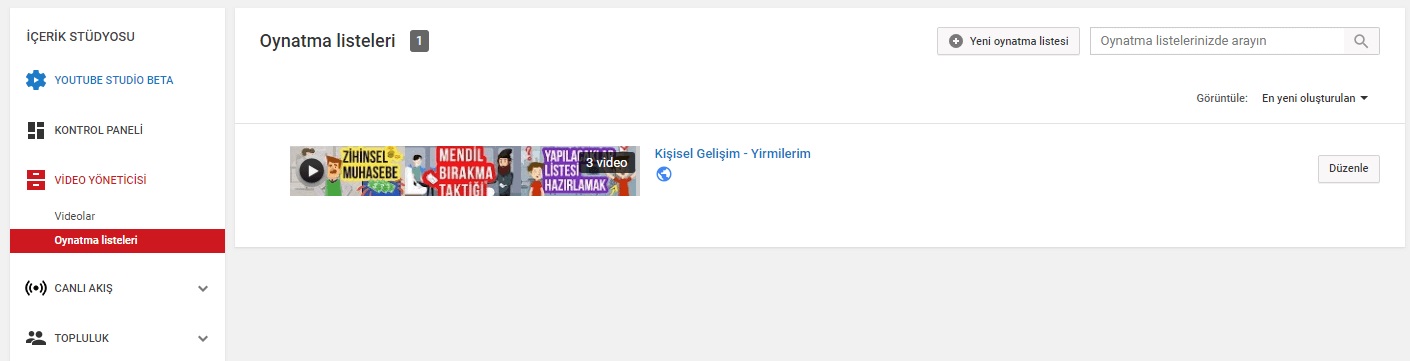 İÇERİK STÜDYOSU
YOUTUBE STUDİO BETA
KONTROL PANELİ
VİDEO YÖNETİCİSİ
Videolar
Oynatma listeleri
CANLI AKIŞ
TOPLULUK
Oynatma listeleri 1
Yeni oynatma listesi
Oynatma listelerinizde arayın
Görüntüle: En yeni oluşturulan
ZİHİNSEL
MUHASEBE
MENDİL
BIRAKMA
TAKTİĞİ
LİSTESİ
HAZIRLAMAK
3 video
Kişisel Gelişim - Yirmilerim
Düzenle